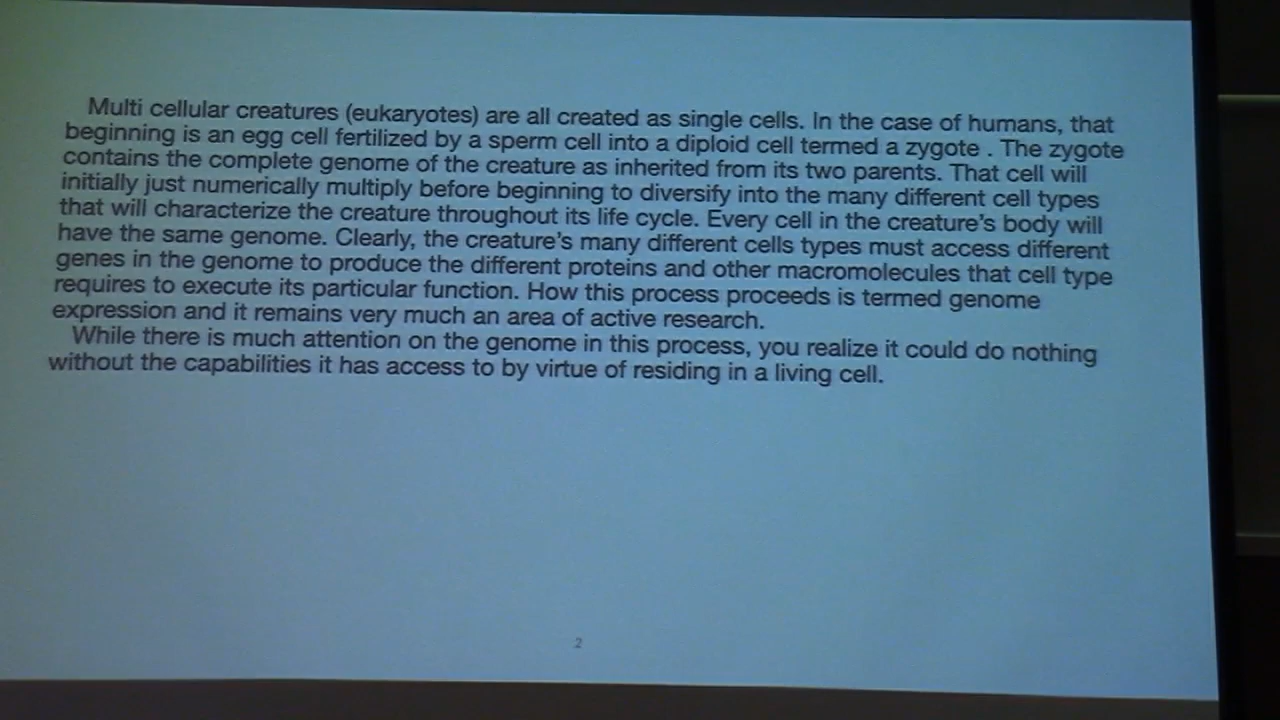 Multi cellular creatures (eukaryotes) are all created as single cells. In the case of humans, that
beginning is an egg cell fertilized by a sperm cell into a diploid cell termed a zygote . The zygote
contains the complete genome of the creature as inherited from its two parents. That cell will
initially just numerically multiply before beginning to diversify into the many different cell types
that will characterize the creature throughout its life cycle. Every cell in the creature's body will
have the same genome. Clearly, the creature's many different cells types must access different
genes in the genome to produce the different proteins and other macromolecules that cell type
requires to execute its particular function. How this process proceeds is termed genome
expression and it remains very much an area of active research.
While there is much attention on the genome in this process, you realize it could do nothing
without the capabilities it has access to by virtue of residing in a living cell.
2